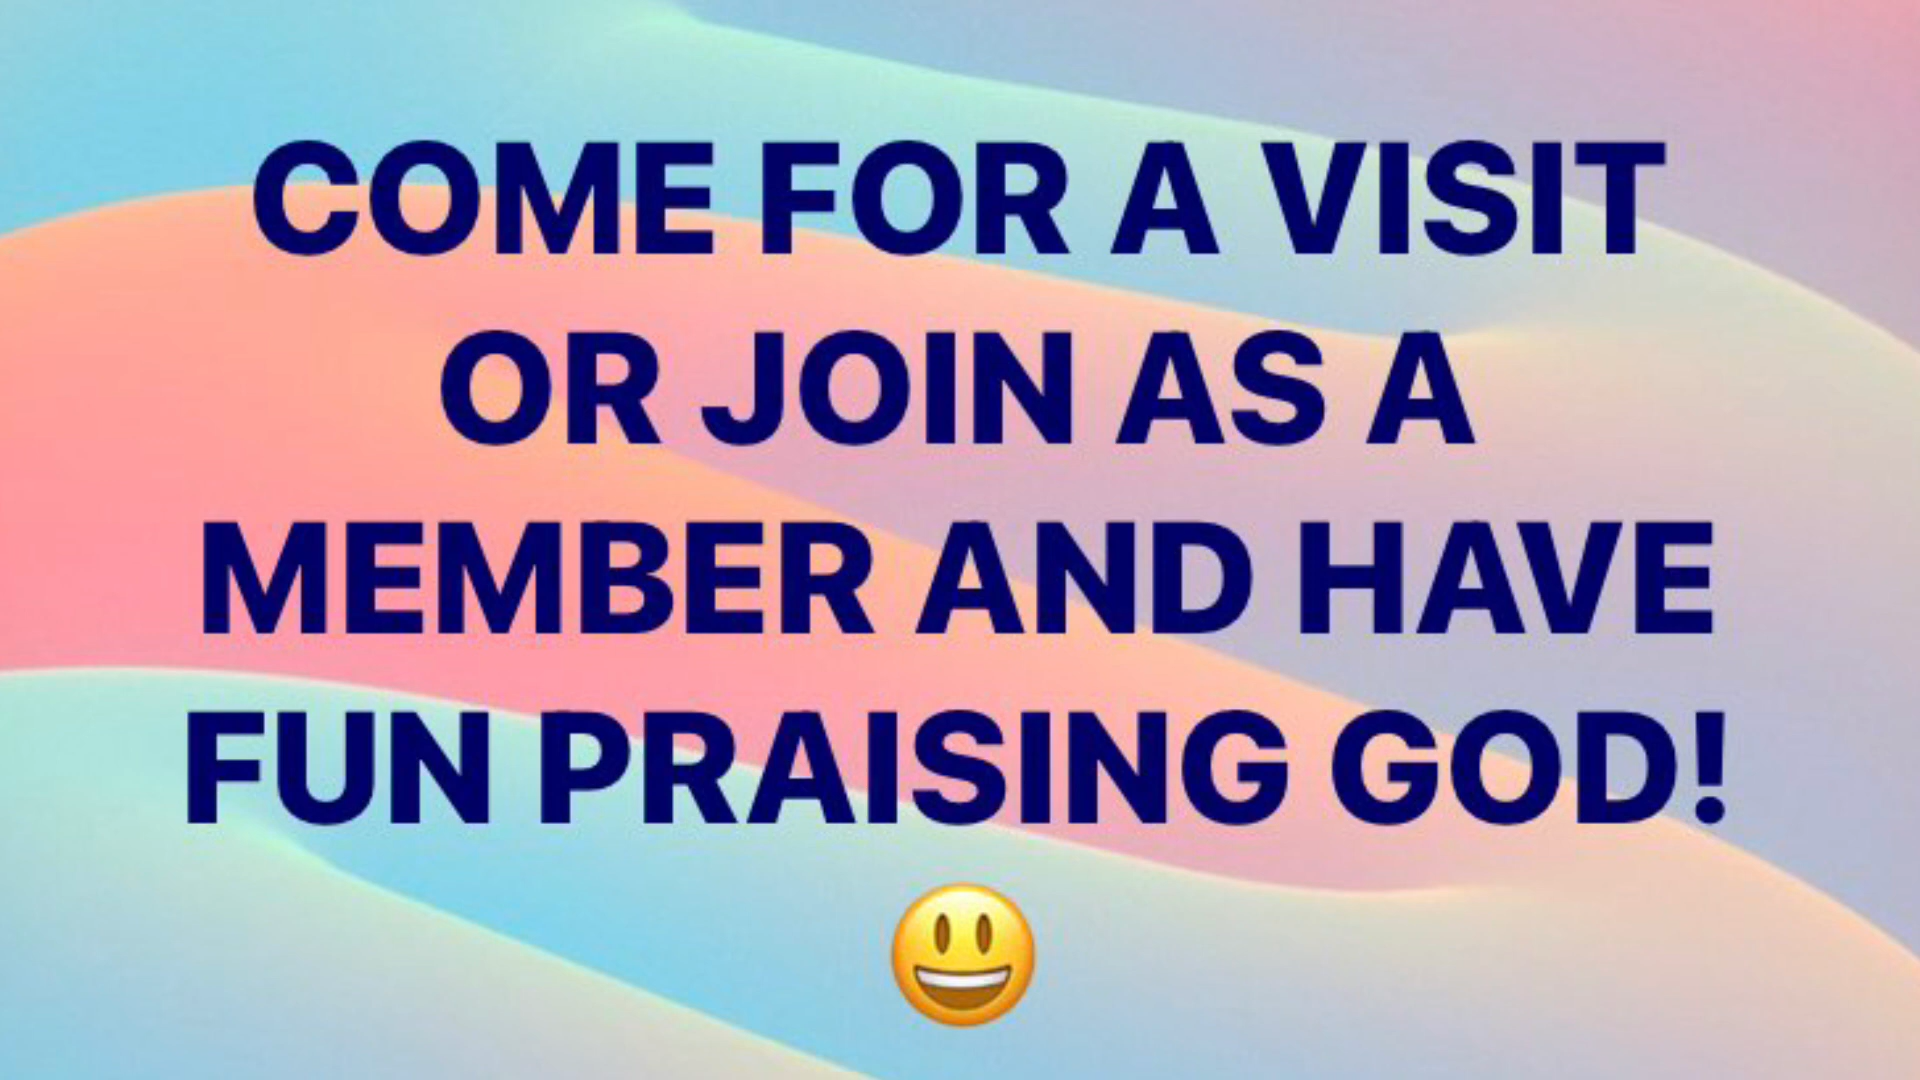 COME FOR A VISIT
OR JOIN AS A
MEMBER AND HAVE
FUN PRAISING GOD!
😃